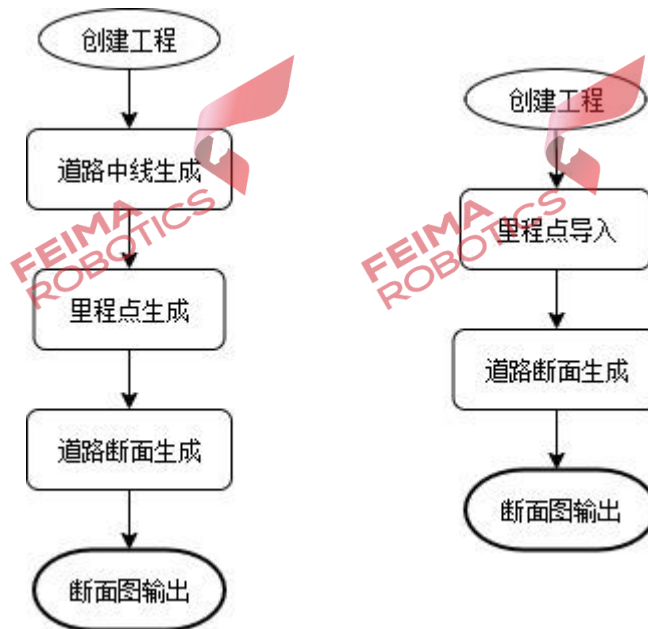 创建工程
道路中线生成
里程点生成
道路断面生成
断面图输出
FEIMA
ROBOTICS
创建工程
里程点导入
道路断面生成
断面图输出
FEIMA
ROBOTICS